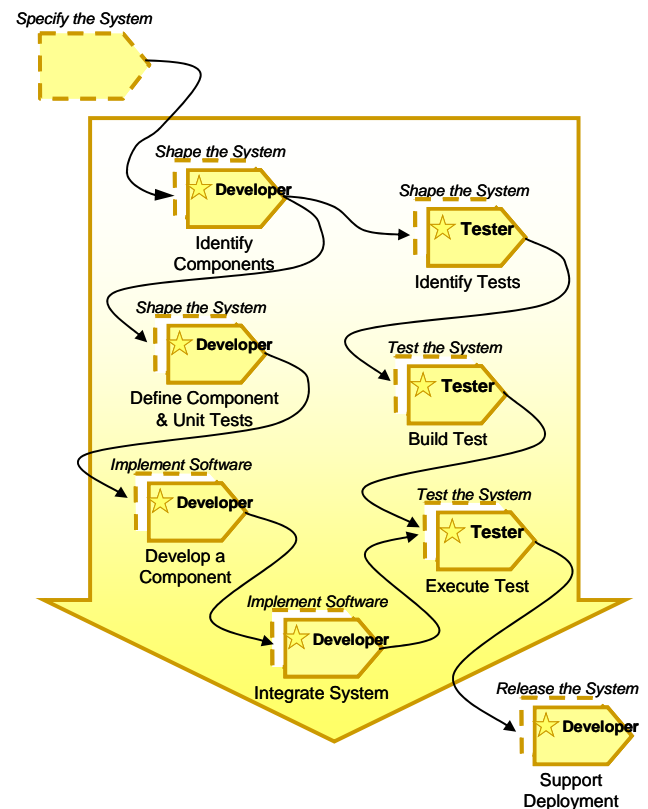 Specify the System
Shape the System
Developer
Identify
Components
Shape the System
Tester
Identify Tests
Shape the System
Developer
Define Component
& Unit Tests
Test the System
Tester
Build Test
Implement Software
Developer
Develop a
Component
Test the System
Tester
Execute Test
Implement Software
Developer
Integrate System
Release the System
Developer
Support
Deployment